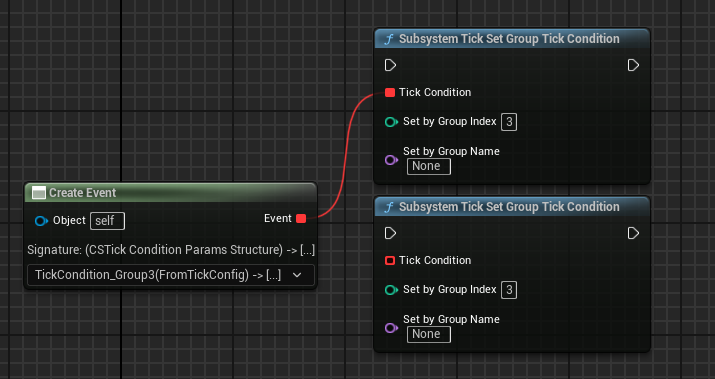 Subsystem Tick Set Group Tick Condition
Tick Condition
Set by Group Index 3
Set by Group Name
None
Create Event
Object self
Event
Signature: (CSTick Condition Params Structure) -> [...]
TickCondition_Group3(FromTickConfig) -> [...]
Subsystem Tick Set Group Tick Condition
Tick Condition
Set by Group Index 3
Set by Group Name
None